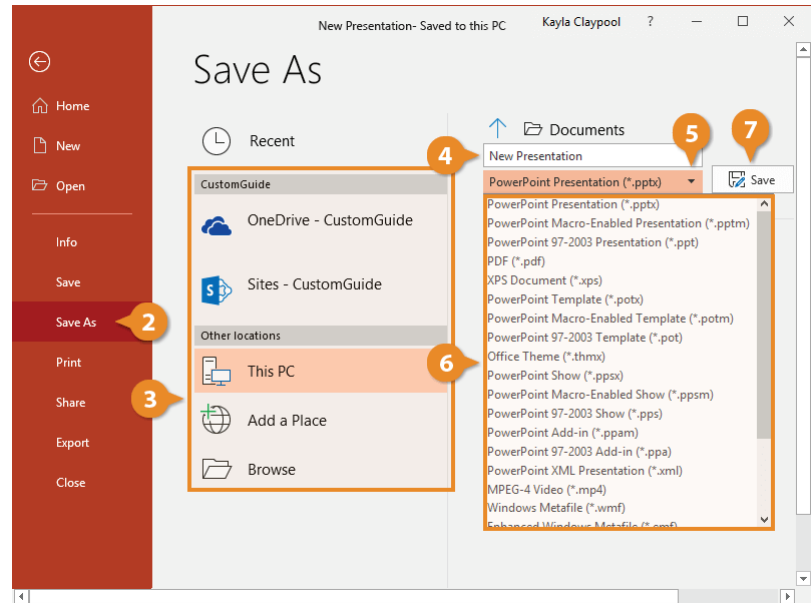 New Presentation- Saved to this PC
Kayla Claypool
?
Save As
Home
New
Open
Info
Save
Save As
Print
Share
Export
Close
2
3
Recent
CustomGuide
OneDrive - CustomGuide
Sites - CustomGuide
Other locations
This PC
Add a Place
Browse
Documents
4
New Presentation
5
PowerPoint Presentation (*.pptx)
7
Save
6
PowerPoint Presentation (*.pptx)
PowerPoint Macro-Enabled Presentation (*.pptm)
PowerPoint 97-2003 Presentation (*.ppt)
PDF (*.pdf)
XPS Document (*.xps)
PowerPoint Template (*.potx)
PowerPoint Macro-Enabled Template (*.potm)
PowerPoint 97-2003 Template (*.pot)
Office Theme (*.thmx)
PowerPoint Show (*.ppsx)
PowerPoint Macro-Enabled Show (*.ppsm)
PowerPoint 97-2003 Show (*.pps)
PowerPoint Add-in (*.ppam)
PowerPoint 97-2003 Add-in (*.ppa)
PowerPoint XML Presentation (*.xml)
MPEG-4 Video (*.mp4)
Windows Metafile (*.wmf)
Enhanced Windows Metafile (*.emf)